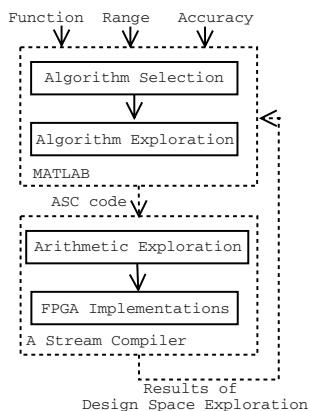 Function Range Accuracy
Algorithm Selection
Algorithm Exploration
MATLAB
ASC code
Arithmetic Exploration
FPGA Implementations
A Stream Compiler
Results of
Design Space Exploration